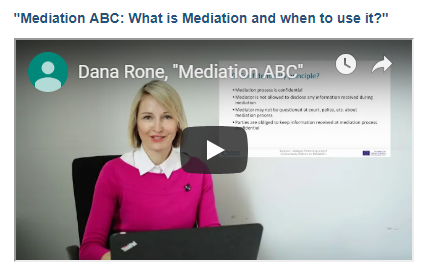 "Mediation ABC: What is Mediation and when to use it?"
Dana Rone, "Mediation ABC"
principle?
• Mediation process is confidential
• Mediator is not allowed to disclose any information received during
mediation
• Mediator may not be questioned at court, police, etc. about
mediation process
• Parties are obliged to keep information received at mediation process
confidential